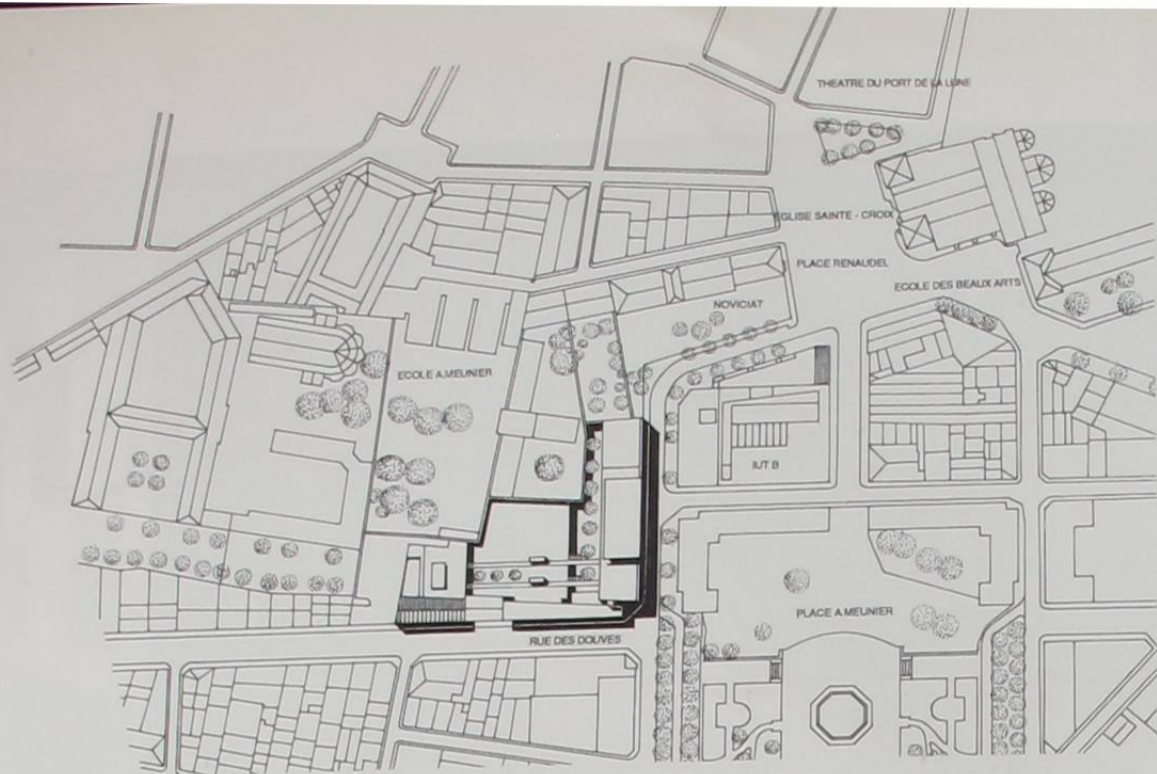 THEATRE DU PORT DE LA LUNE
EGLISE SAINTE - CROIX
PLACE RENAUDEL
ECOLE DES BEAUX ARTS
NOVICIAT
ECOLE A.MEUNIER
IUT B
PLACE A.MEUNIER
RUE DES DOUVES